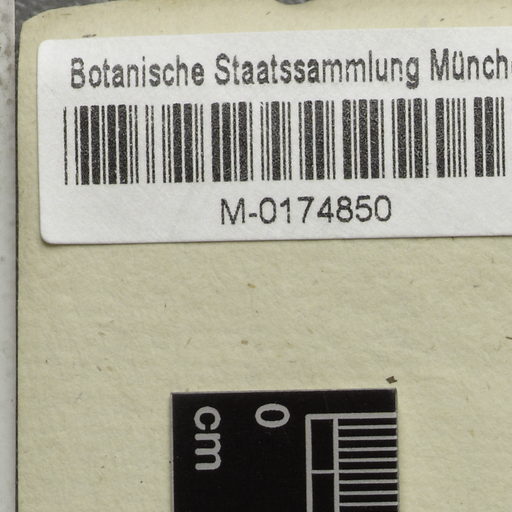 Botanische Staatssammlung Münch
M-0174850
0
cm